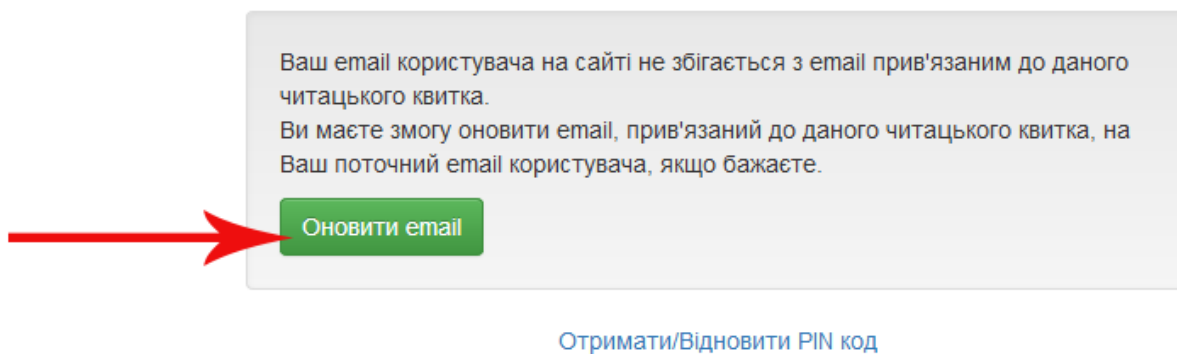 Ваш email користувача на сайті не збігається з email прив'язаним до даного
читацького квитка.
Ви маєте змогу оновити email, прив'язаний до даного читацького квитка, на
Ваш поточний email користувача, якщо бажаєте.
Оновити email
Отримати/Відновити PIN код